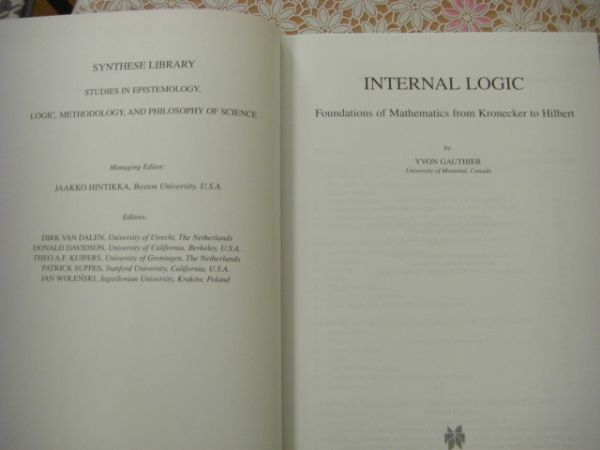 SYNTHESE LIBRARY
STUDIES IN EPISTEMOLOGY,
LOGIC, METHODOLOGY, AND PHILOSOPHY OF SCIENCE
Managing Editor:
JAAKKO HINTIKKA, Boston University, U.S.A.
Editors:
DIRK VAN DALEN, University of Utrecht, The Netherlands
DONALD DAVIDSON, University of California, Berkeley, U.S.A.
THEO A.F. KUIPERS, University of Groningen, The Netherlands
PATRICK SUPPES, Stanford University, California, U.S.A.
JAN WOLEŃSKI, Jagiellonian University, Kraków, Poland
INTERNAL LOGIC
Foundations of Mathematics from Kronecker to Hilbert
by
YVON GAUTHIER
University of Montréal, Canada